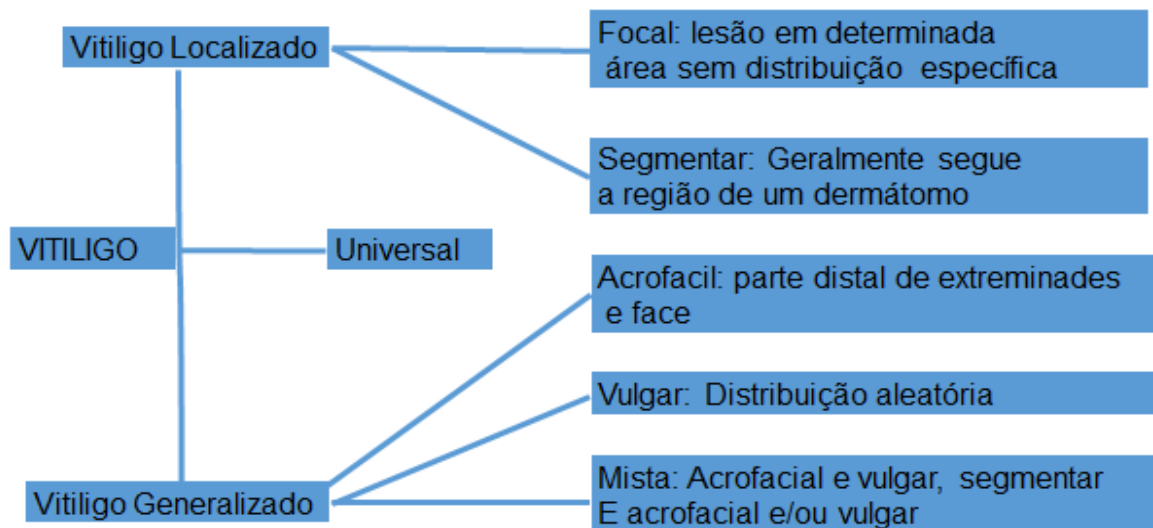 Vitiligo Localizado
Focal: lesão em determinada
área sem distribuição específica
Segmentar: Geralmente segue
a região de um dermátomo
VITILIGO
Universal
Acrofacil: parte distal de extreminades
e face
Vulgar: Distribuição aleatória
Vitiligo Generalizado
Mista: Acrofacial e vulgar, segmentar
E acrofacial e/ou vulgar